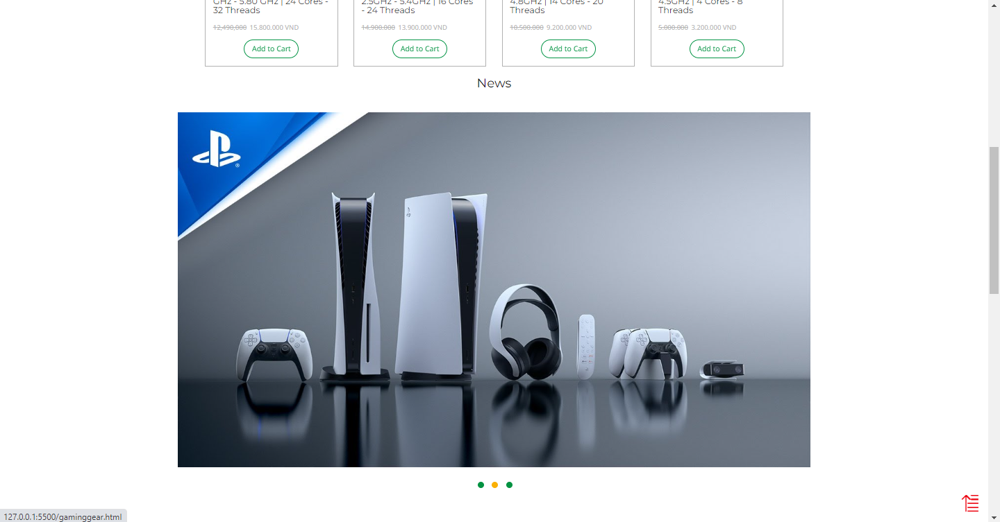 GHz - 5.80 GHz | 24 Cores -
32 Threads
12,490,000 15.800.000 VND
Add to Cart
2.5GHz - 5.4GHz | 16 Cores
- 24 Threads
14.900.000 13.900.000 VND
Add to Cart
4.8GHz | 14 Cores - 20
Threads
10.500.000 9.200.000 VND
Add to Cart
4.5GHz | 4 Cores - 8
Threads
5.000.000 3.200.000 VND
Add to Cart
News
127.0.0.1:5500/gaminggear.html